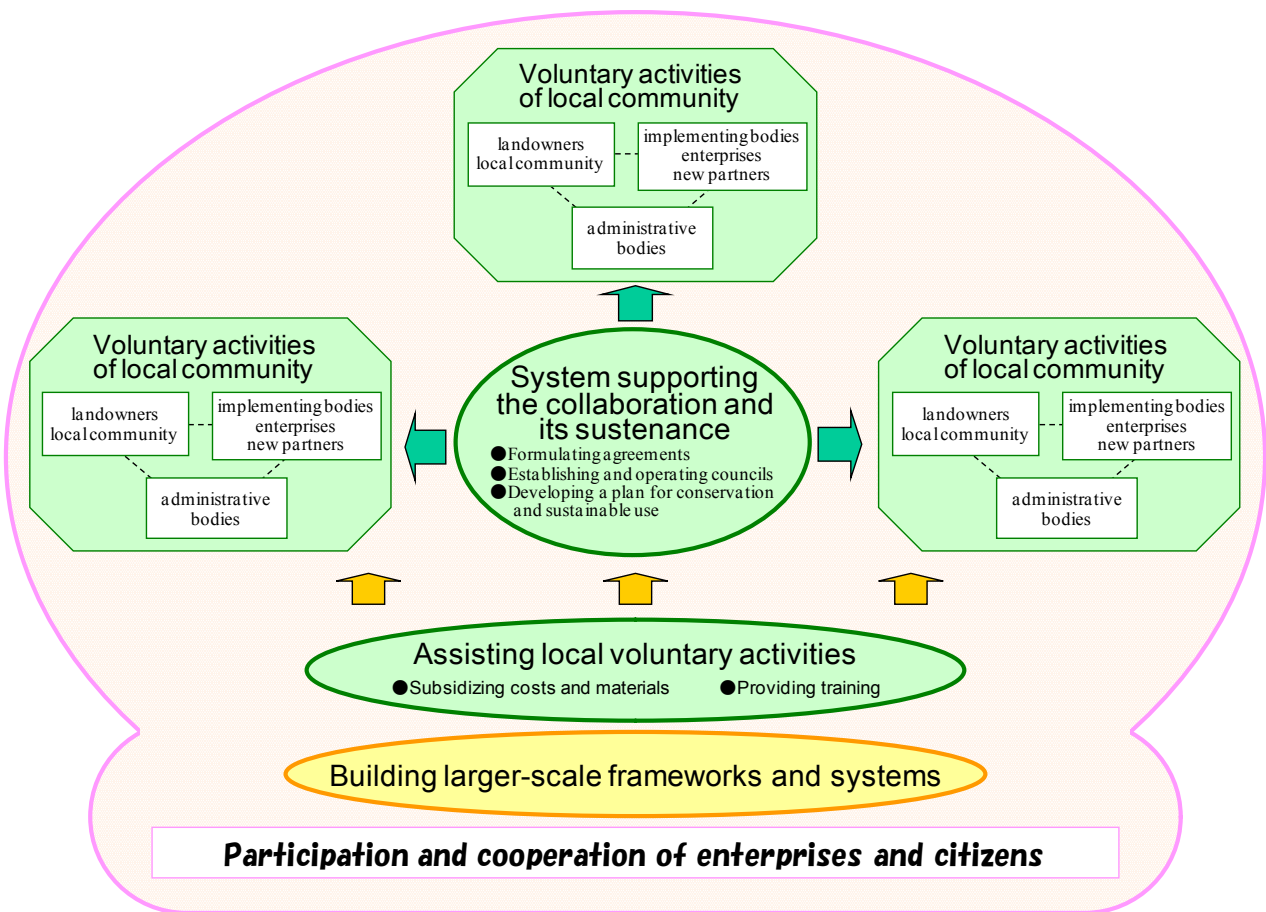 Voluntary activities
of local community
landowners
local community
implementing bodies
enterprises
new partners
administrative
bodies
Voluntary activities
of local community
landowners
local community
implementing bodies
enterprises
new partners
administrative
bodies
System supporting
the collaboration and
its sustenance
●Formulating agreements
●Establishing and operating councils
●Developing a plan for conservation
and sustainable use
Voluntary activities
of local community
landowners
local community
implementing bodies
enterprises
new partners
administrative
bodies
Assisting local voluntary activities
●Subsidizing costs and materials
●Providing training
Building larger-scale frameworks and systems
Participation and cooperation of enterprises and citizens